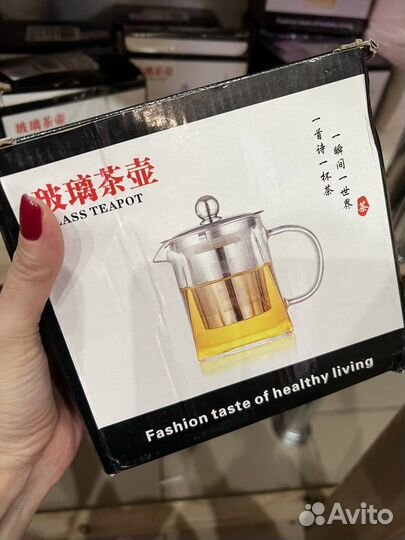 玻璃茶壶
玻璃茶壶
LASS TEAPOT
一瞬间一世界
一首诗一杯茶
茶
Fashion taste of healthy living
Avito